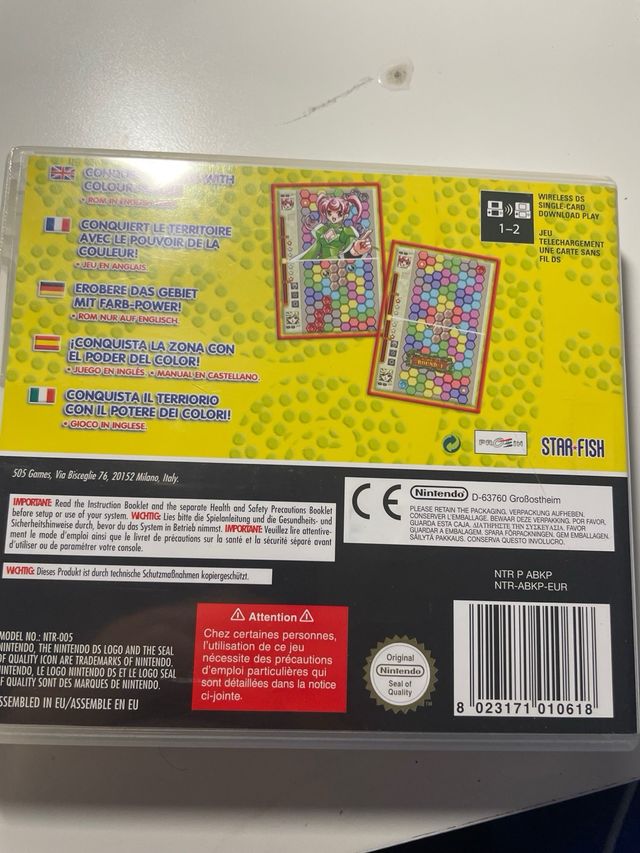 WITH
COLOUR
• ROM IN ENGLISH
CONQUIERT LE TERRITOIRE
AVEC LE POUVOIR DE LA
COULEUR!
• JEU EN ANGLAIS.
EROBERE DAS GEBIET
MIT FARB-POWER!
• ROM NUR AUF ENGLISCH.
¡CONQUISTA LA ZONA CON
EL PODER DEL COLOR!
• JUEGO EN INGLÉS. • MANUAL EN CASTELLANO.
CONQUISTA IL TERRIORIO
CON IL POTERE DEI COLORI!
• GIOCO IN INGLESE.
1-2
WIRELESS DS
SINGLE-CARD
DOWNLOAD PLAY
JEU
TELECHARGEMENT
UNE CARTE SANS
FIL DS
STAR-FISH
505 Games, Via Bisceglie 76, 20152 Milano, Italy.
IMPORTANT: Read the Instruction Booklet and the separate Health and Safety Precautions Booklet
before setup or use of your system. WICHTIG: Lies bitte die Spielanleitung and die Gesundheits- und
Sicherheitshinweise durch, bevor du das System in Betrieb nimmst. IMPORTANT: Veuillez lire attentive-
ment le mode d'emploi ainsi que le livret de précautions sur la santé et la sécurité séparé avant
d'utiliser ou de paramétrer votre console.
WICHTIG: Dieses Produkt ist durch technische Schutzmaßnahmen kopiergeschützt.
CE
Nintendo D-63760 Großostheim
PLEASE RETAIN THE PACKAGING. VERPACKUNG AUFHEBEN.
CONSERVER L'EMBALLAGE. BEWAAR DEZE VERPAKKING. POR FAVOR,
GUARDA ESTA CAJA. ΔΙΑΤΗΡΗΣΤΕ ΤΗΝ ΣΥΣΚΕΥΑΣΙΑ. FAVOR
GUARDAR A EMBALAGEM. SPARA FÖRPACKNINGEN. GEM EMBALLAGEN.
SÄILYTÄ PAKKAUS. CONSERVA QUESTO INVOLUCRO.
NTR P ABKP
NTR-ABKP-EUR
MODEL NO.: NTR-005
NINTENDO, THE NINTENDO DS LOGO AND THE SEAL
OF QUALITY ICON ARE TRADEMARKS OF NINTENDO.
NINTENDO, LE LOGO NINTENDO DS ET LE LOGO SEAL
OF QUALITY SONT DES MARQUES DE NINTENDO.
ASSEMBLED IN EU/ASSEMBLE EN EU
Attention
Chez certaines personnes,
l'utilisation de ce jeu
nécessite des précautions
d'emploi particulières qui
sont détaillées dans la notice
ci-jointe.
Original
Nintendo
Seal of
Quality
TM
8 023171 010618